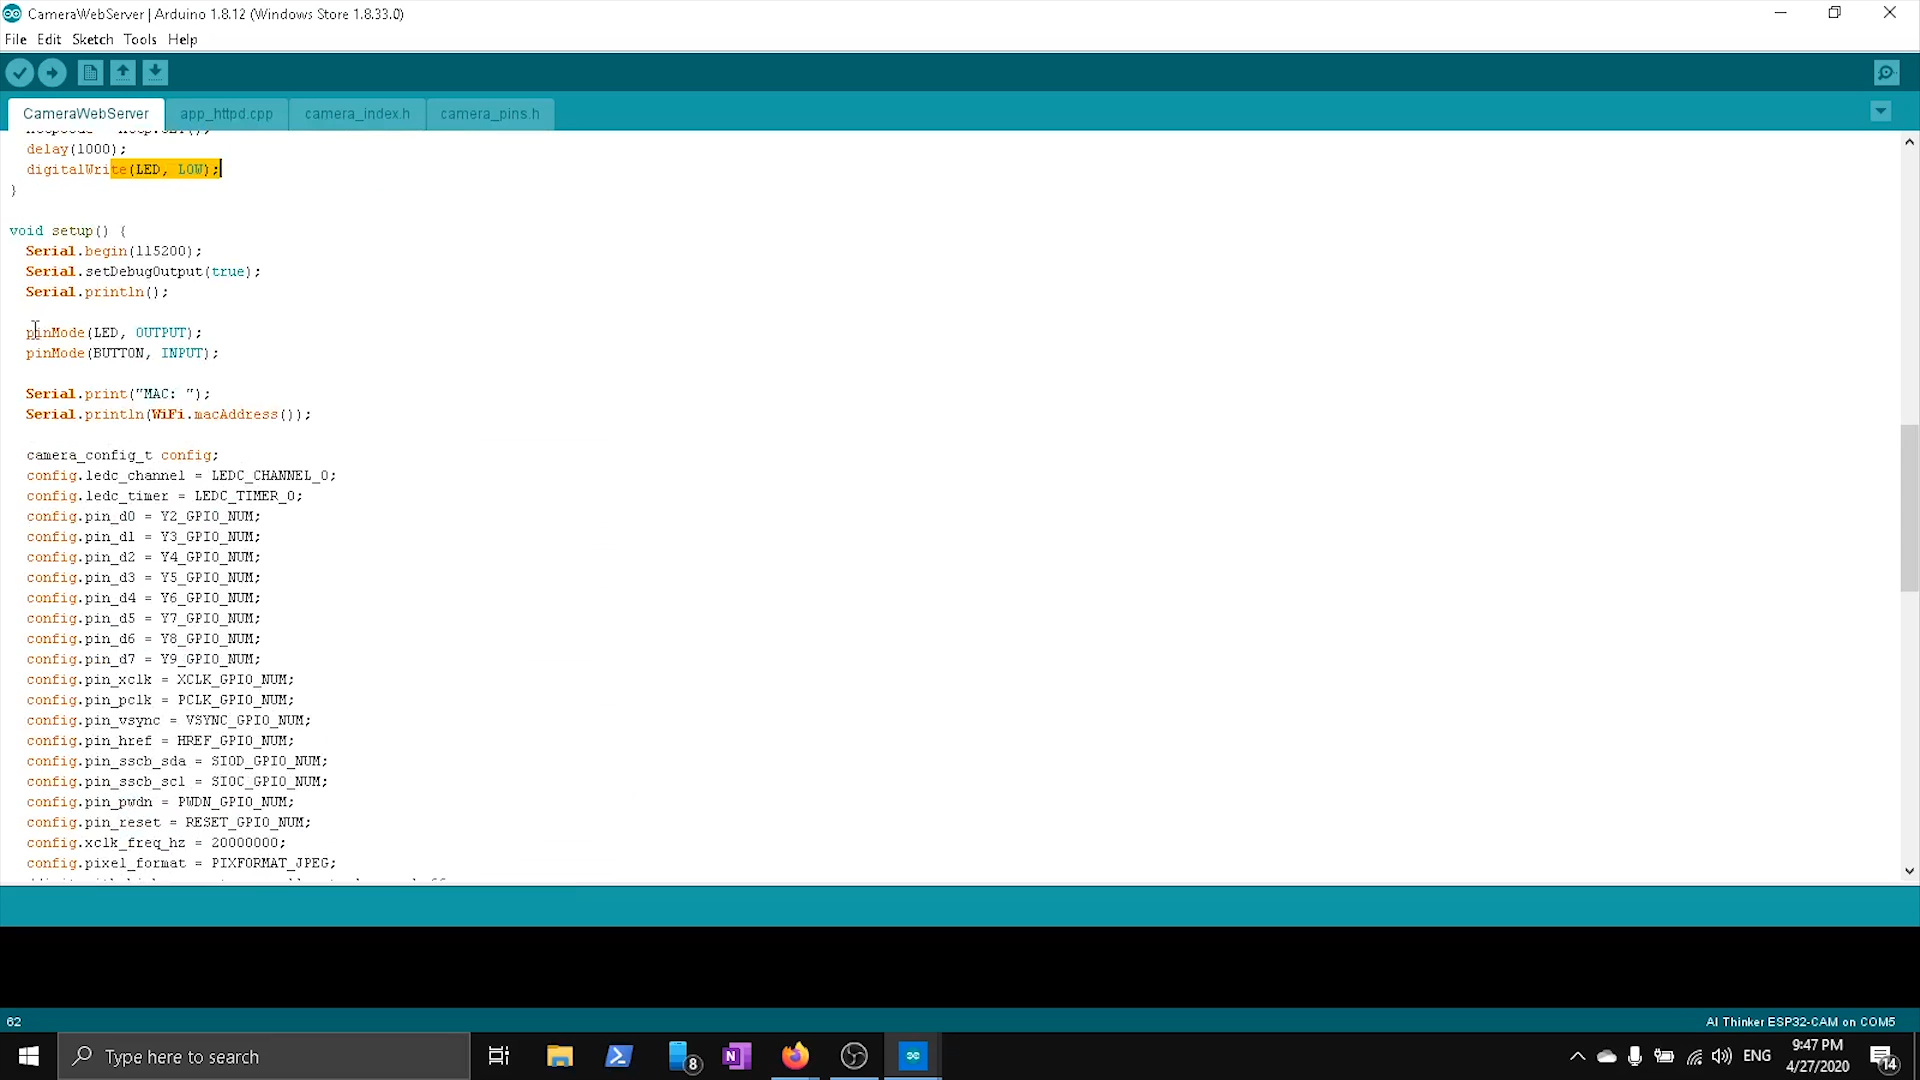 CameraWebServer | Arduino 1.8.12 (Windows Store 1.8.33.0)
File Edit Sketch Tools Help
CameraWebServer app_httpd.cpp camera_index.h camera_pins.h
delay(1000);
digitalWrite(LED, LOW);
}
void setup() {
Serial.begin(115200);
Serial.setDebugOutput(true);
Serial.println();
pinMode(LED, OUTPUT);
pinMode(BUTTON, INPUT);
Serial.print("MAC: ");
Serial.println(WiFi.macAddress());
camera_config_t config;
config.ledc_channel = LEDC_CHANNEL_0;
config.ledc_timer = LEDC_TIMER_0;
config.pin_d0 = Y2_GPIO_NUM;
config.pin_d1 = Y3_GPIO_NUM;
config.pin_d2 = Y4_GPIO_NUM;
config.pin_d3 = Y5_GPIO_NUM;
config.pin_d4 = Y6_GPIO_NUM;
config.pin_d5 = Y7_GPIO_NUM;
config.pin_d6 = Y8_GPIO_NUM;
config.pin_d7 = Y9_GPIO_NUM;
config.pin_xclk = XCLK_GPIO_NUM;
config.pin_pclk = PCLK_GPIO_NUM;
config.pin_vsync = VSYNC_GPIO_NUM;
config.pin_href = HREF_GPIO_NUM;
config.pin_sscb_sda = SIOD_GPIO_NUM;
config.pin_sscb_scl = SIOC_GPIO_NUM;
config.pin_pwdn = PWDN_GPIO_NUM;
config.pin_reset = RESET_GPIO_NUM;
config.xclk_freq_hz = 20000000;
config.pixel_format = PIXFORMAT_JPEG;
62
AI Thinker ESP32-CAM on COM5
Type here to search
8
N
ENG
9:47 PM
4/27/2020
14